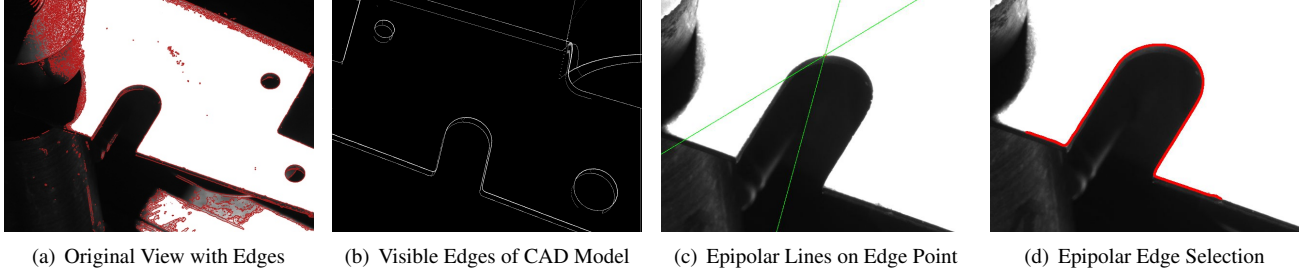 (a) Original View with Edges
(b) Visible Edges of CAD Model
(c) Epipolar Lines on Edge Point
(d) Epipolar Edge Selection